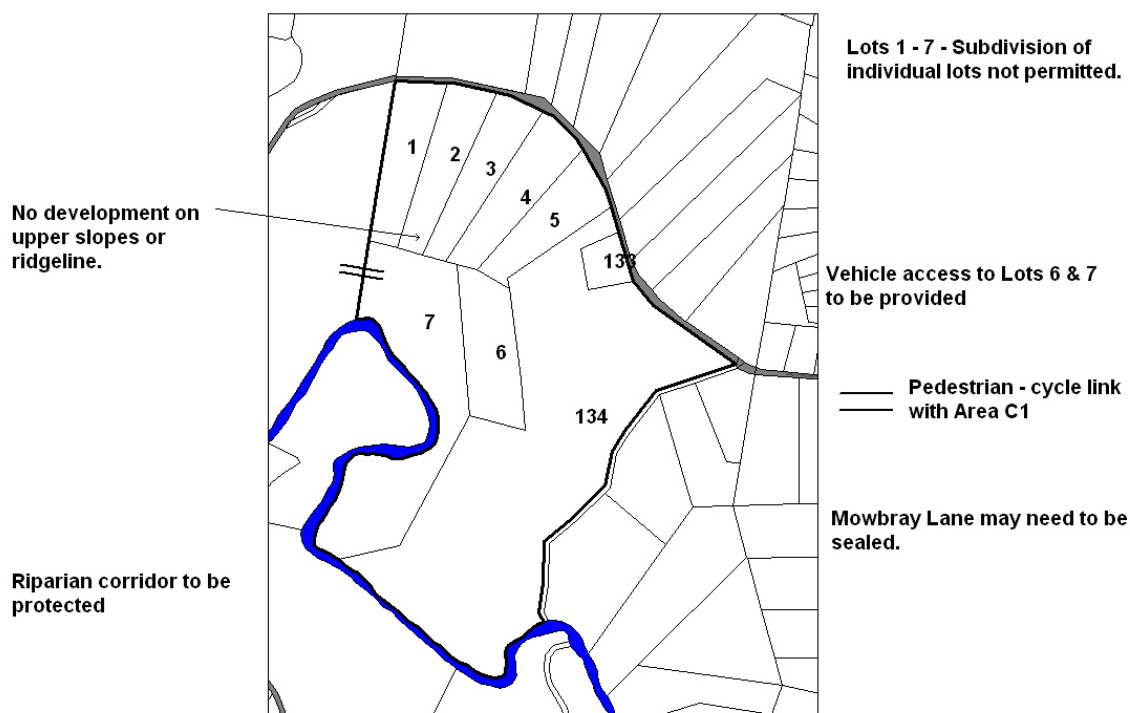 Lots 1 - 7 - Subdivision of
individual lots not permitted.
1
2
3
4
5
No development on
upper slopes or
ridgeline.
133
Vehicle access to Lots 6 & 7
to be provided
7
6
Pedestrian - cycle link
with Area C1
134
Mowbray Lane may need to be
sealed.
Riparian corridor to be
protected